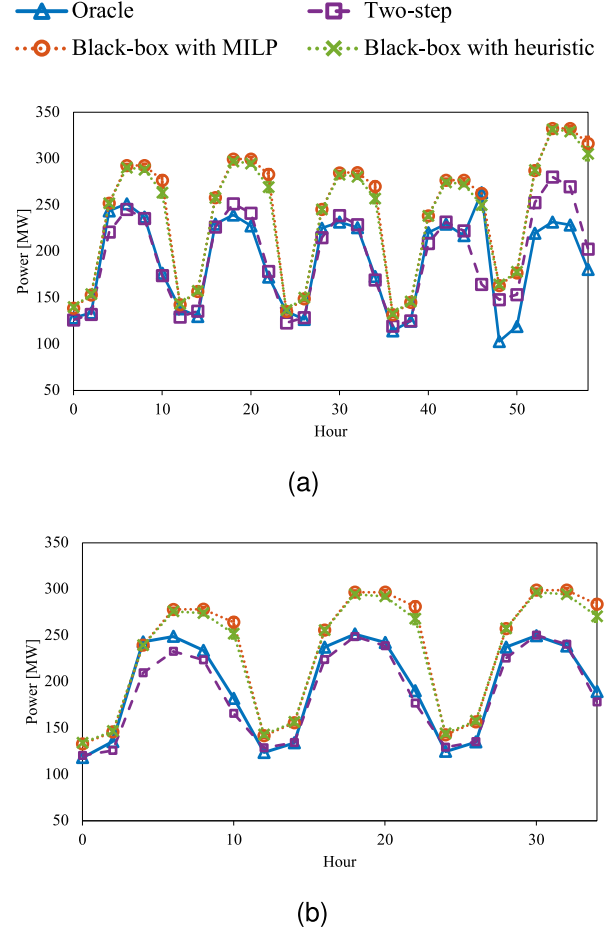 Oracle Two-step
Black-box with MILP Black-box with heuristic
350
300
250
200
150
100
50
Power [MW]
0 10 20 30 40 50
Hour
(a)
350
300
250
200
150
100
50
Power [MW]
0 10 20 30
Hour
(b)